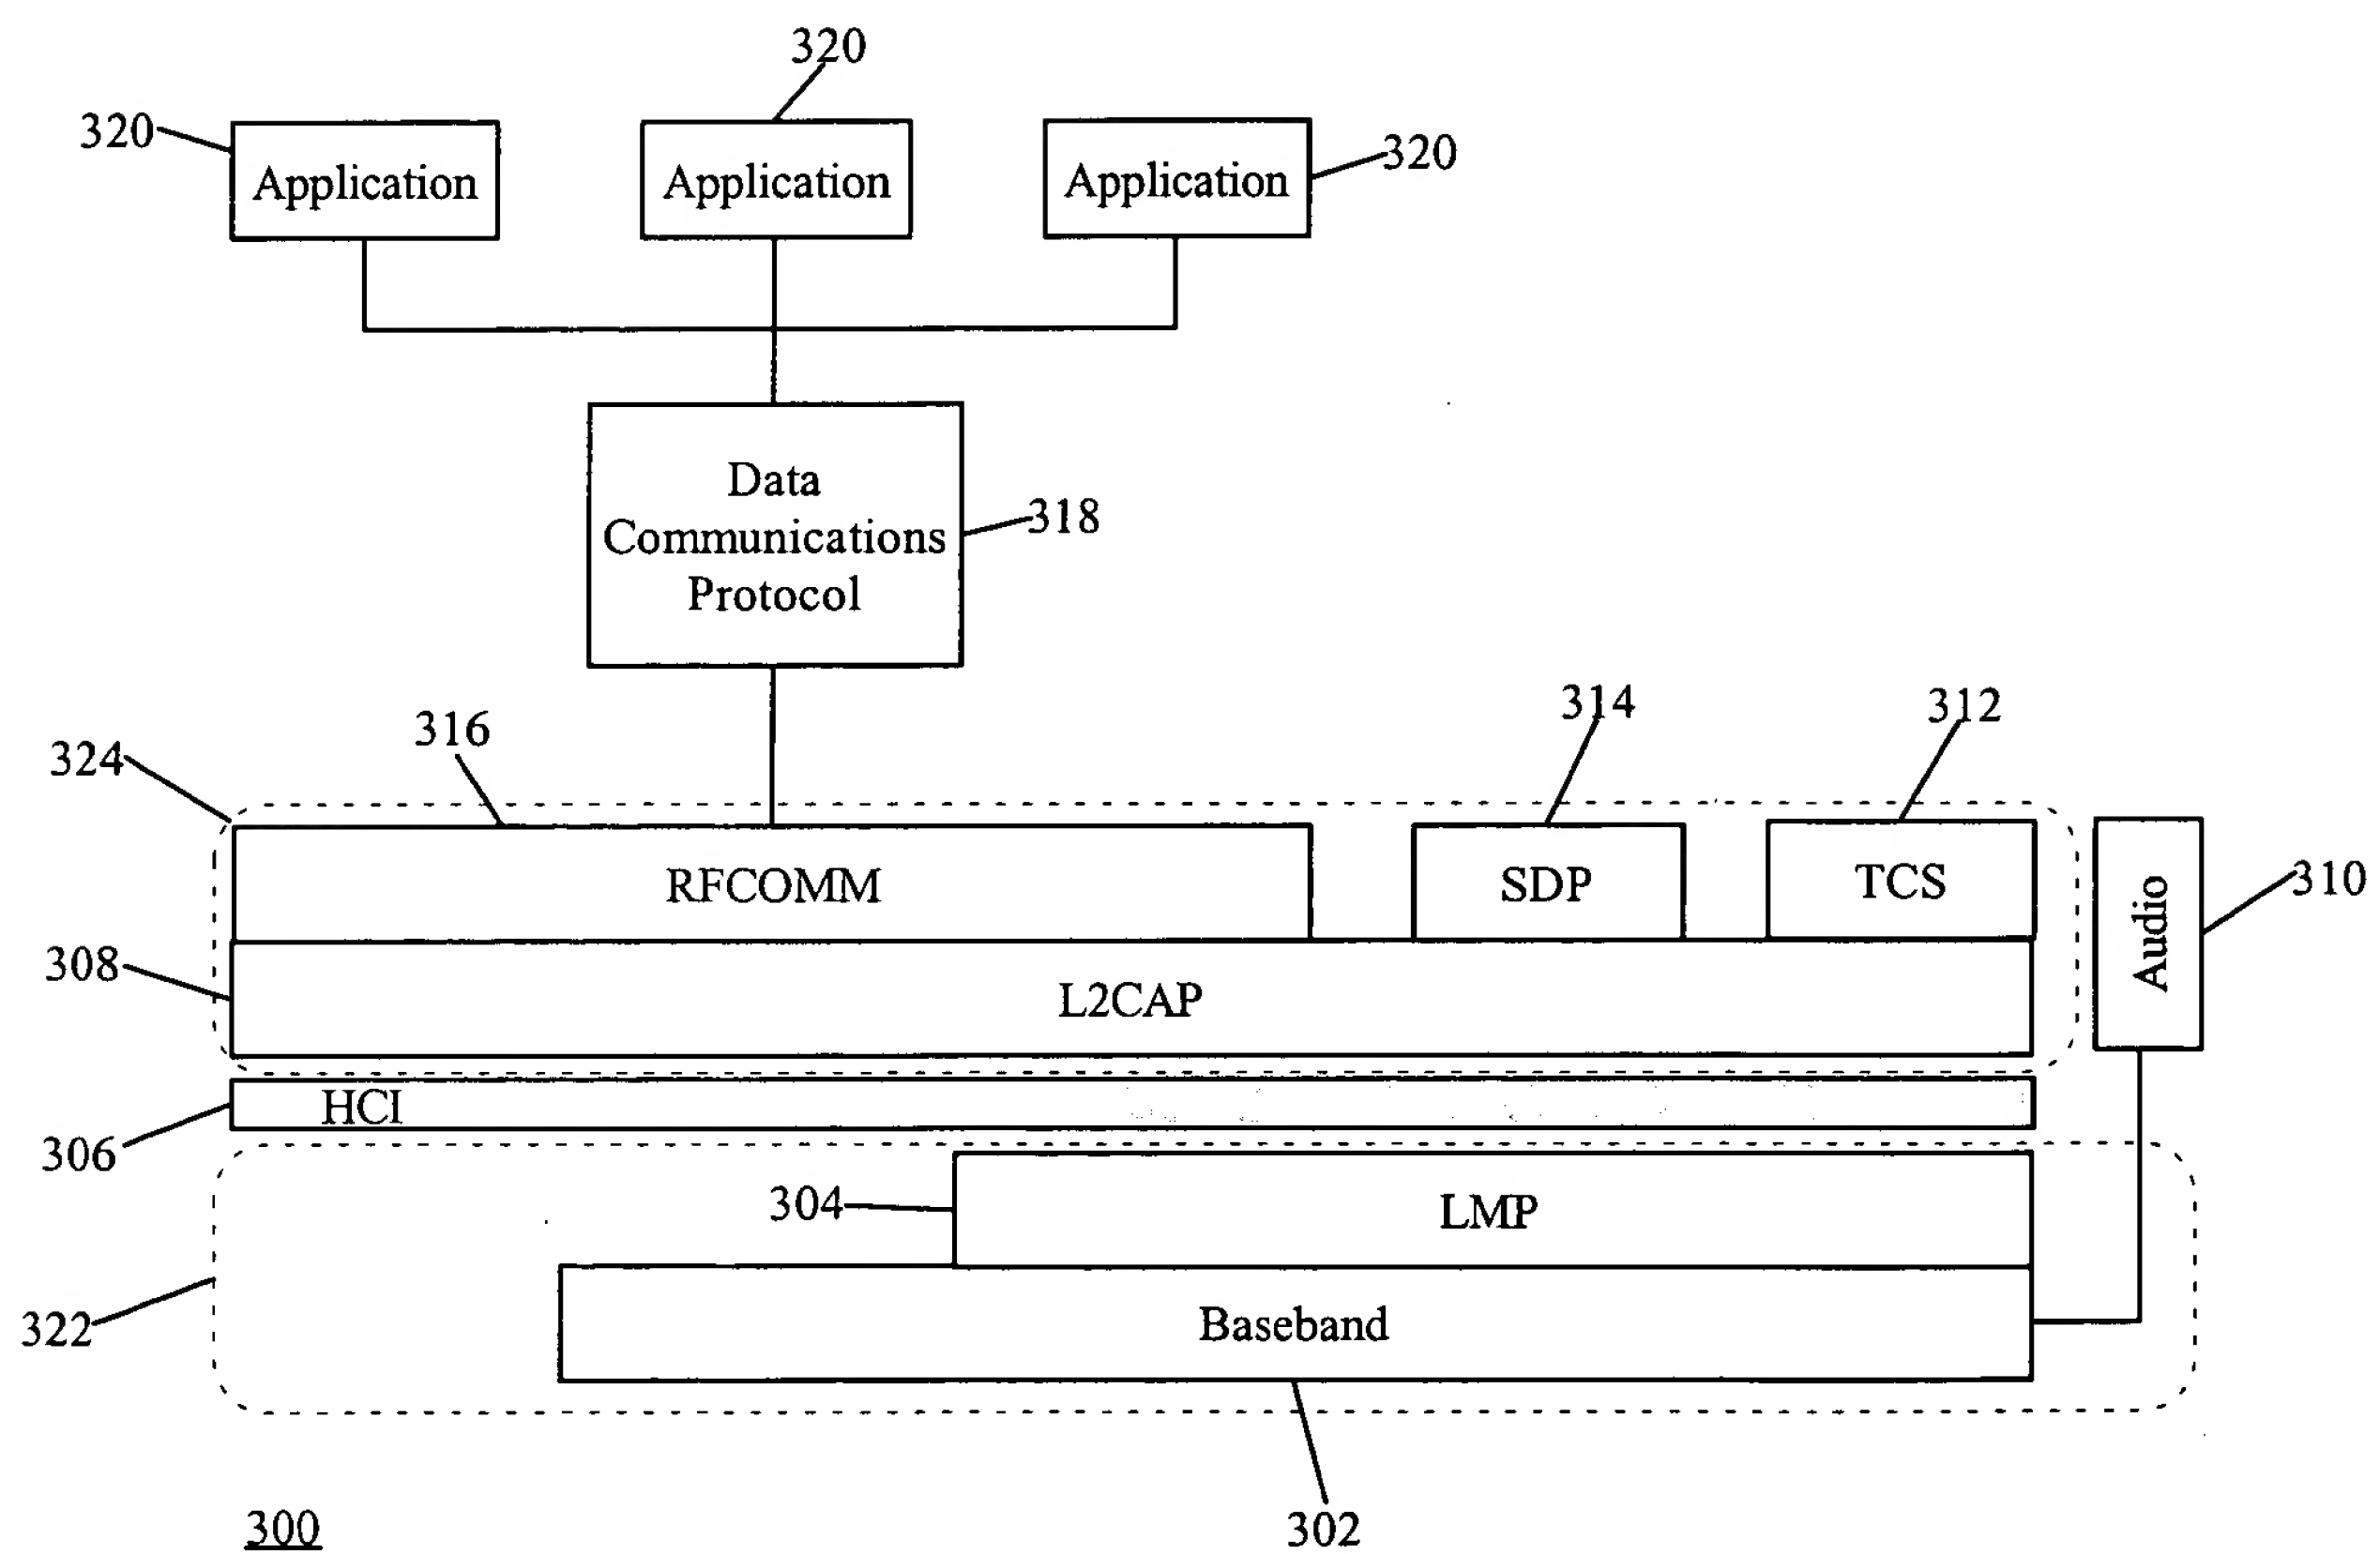 320
320
Application
Application
Application
320
Data
Communications
Protocol
318
316
314
312
324
RFCOMM
SDP
TCS
Audio
310
308
L2CAP
HCI
306
304
LMP
322
Baseband
300
302